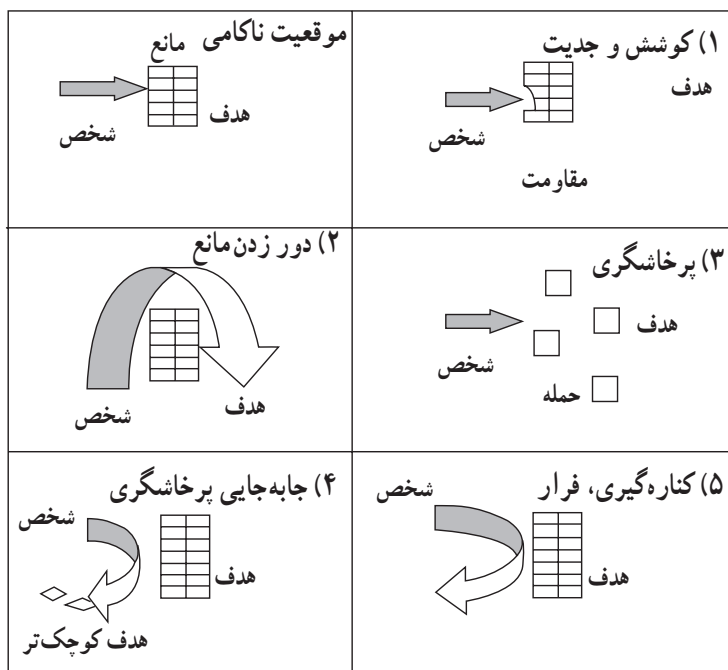 موقعیت ناکامی
مانع
هدف
شخص
۱) کوشش و جدیت
هدف
شخص
مقاومت
۲) دور زدن مانع
شخص
هدف
۳) پرخاشگری
هدف
شخص
حمله
۴) جابه‌جایی پرخاشگری
شخص
هدف
هدف کوچک‌تر
۵) کناره‌گیری، فرار
شخص
هدف